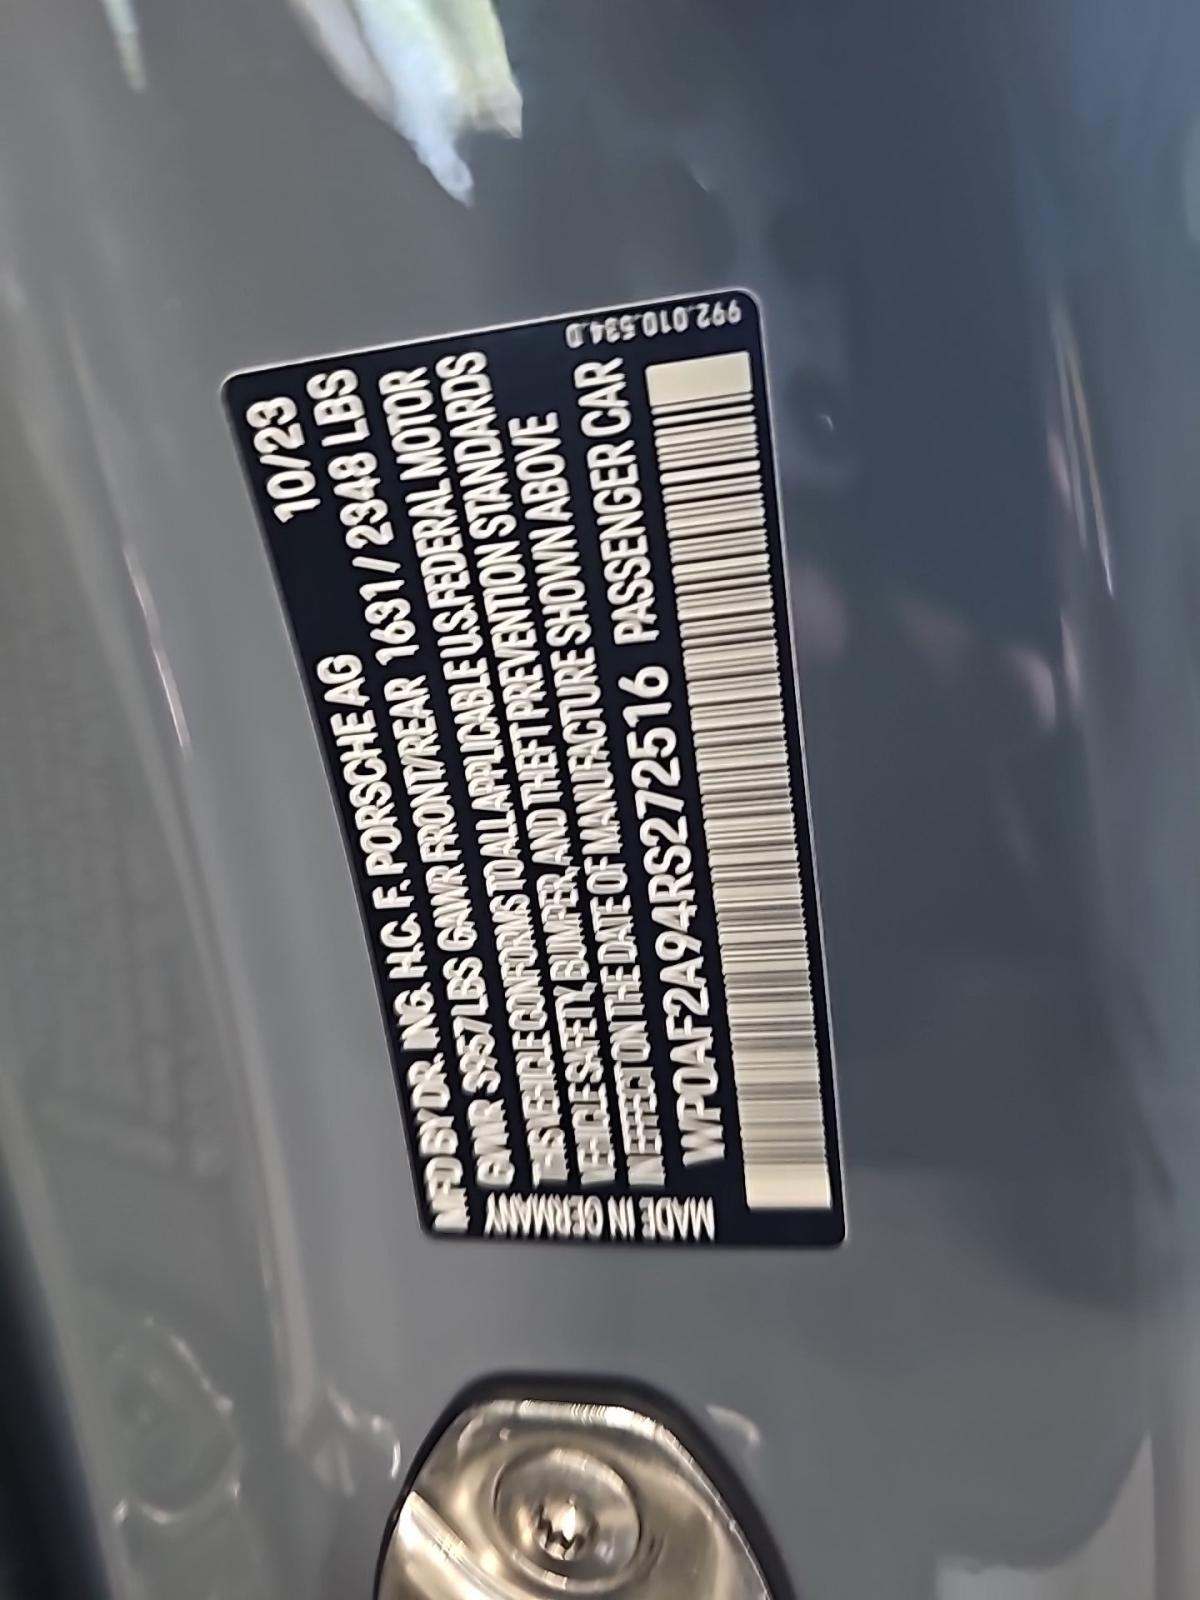 MFD BY DR. ING. H.C. F. PORSCHE AG 10/23
GVWR 3957LBS GAWR FRONT/REAR 1631 / 2348 LBS
THIS VEHICLE CONFORMS TO ALL APPLICABLE U.S. FEDERAL MOTOR
VEHICLE SAFETY, BUMPER, AND THEFT PREVENTION STANDARDS
IN EFFECT ON THE DATE OF MANUFACTURE SHOWN ABOVE
WP0AF2A94RS272516 PASSENGER CAR
MADE IN GERMANY
992.010.534.D